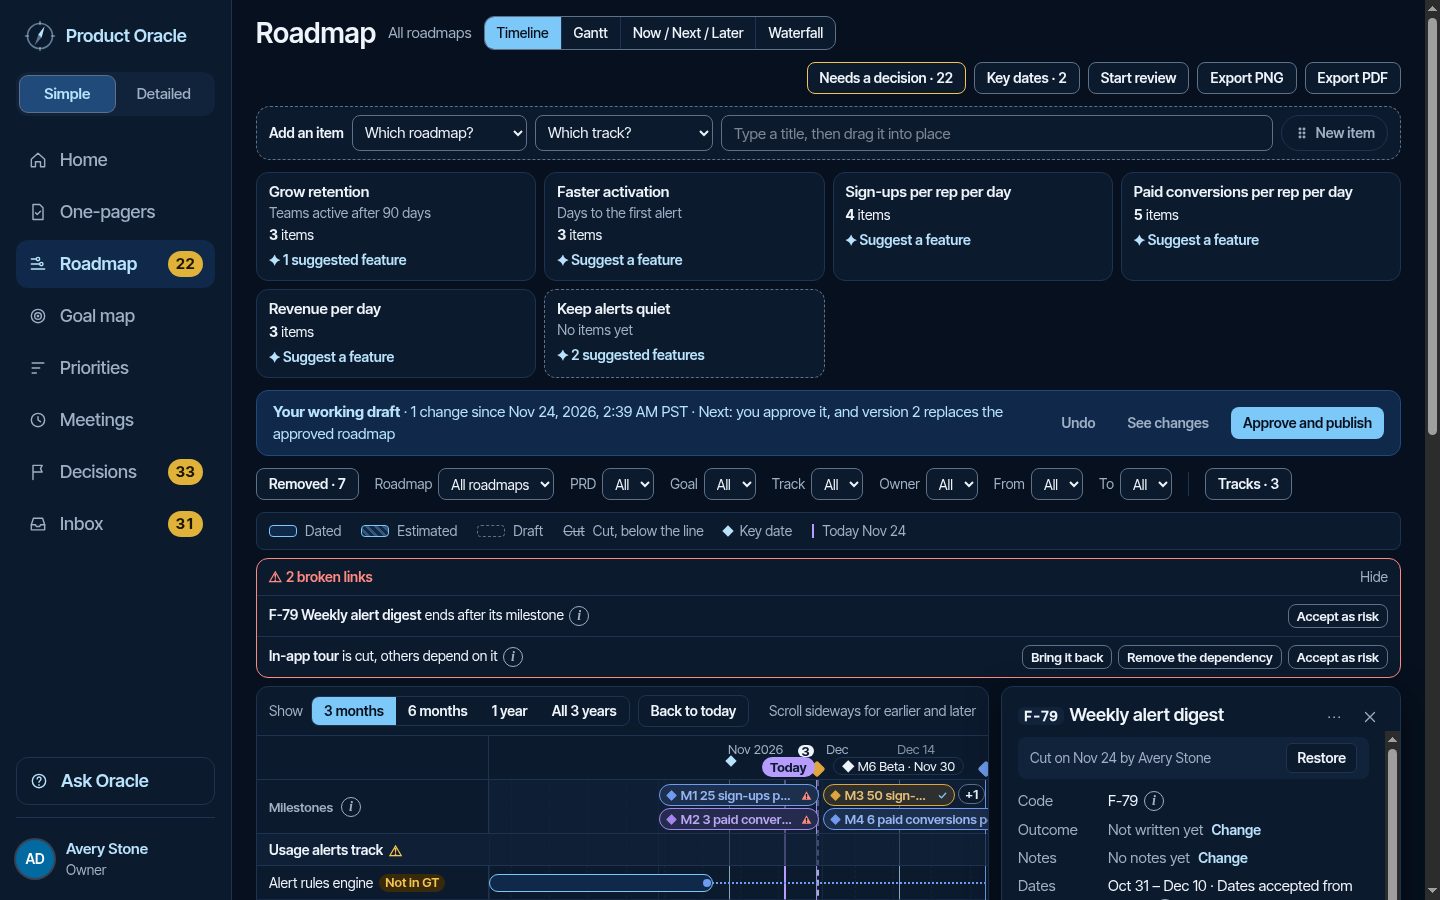 Product Oracle
Simple
Detailed
Home
One-pagers
Roadmap
22
Goal map
Priorities
Meetings
Decisions
33
Inbox
31
Ask Oracle
AD
Avery Stone
Owner
Roadmap
All roadmaps
Timeline
Gantt
Now / Next / Later
Waterfall
Needs a decision · 22
Key dates · 2
Start review
Export PNG
Export PDF
Add an item
Which roadmap?
Which track?
Type a title, then drag it into place
New item
Grow retention
Teams active after 90 days
3 items
✦ 1 suggested feature
Faster activation
Days to the first alert
3 items
✦ Suggest a feature
Sign-ups per rep per day
4 items
✦ Suggest a feature
Paid conversions per rep per day
5 items
✦ Suggest a feature
Revenue per day
3 items
✦ Suggest a feature
Keep alerts quiet
No items yet
✦ 2 suggested features
Your working draft · 1 change since Nov 24, 2026, 2:39 AM PST · Next: you approve it, and version 2 replaces the
approved roadmap
Undo
See changes
Approve and publish
Removed · 7
Roadmap
All roadmaps
PRD
All
Goal
All
Track
All
Owner
All
From
All
To
All
Tracks · 3
Dated
Estimated
Draft
Cut
Cut, below the line
Key date
Today Nov 24
⚠ 2 broken links
Hide
F-79 Weekly alert digest ends after its milestone i
Accept as risk
In-app tour is cut, others depend on it i
Bring it back
Remove the dependency
Accept as risk
Show
3 months
6 months
1 year
All 3 years
Back to today
Scroll sideways for earlier and later
Nov 2026
3
Dec
Dec 14
Today
M6 Beta · Nov 30
Milestones i
M1 25 sign-ups p...
M3 50 sign-...
+1
M2 3 paid conver...
M4 6 paid conversions p
Usage alerts track ⚠
Alert rules engine
Not in GT
F-79
Weekly alert digest
Cut on Nov 24 by Avery Stone
Restore
Code
F-79 i
Outcome
Not written yet
Change
Notes
No notes yet
Change
Dates
Oct 31 – Dec 10 · Dates accepted from